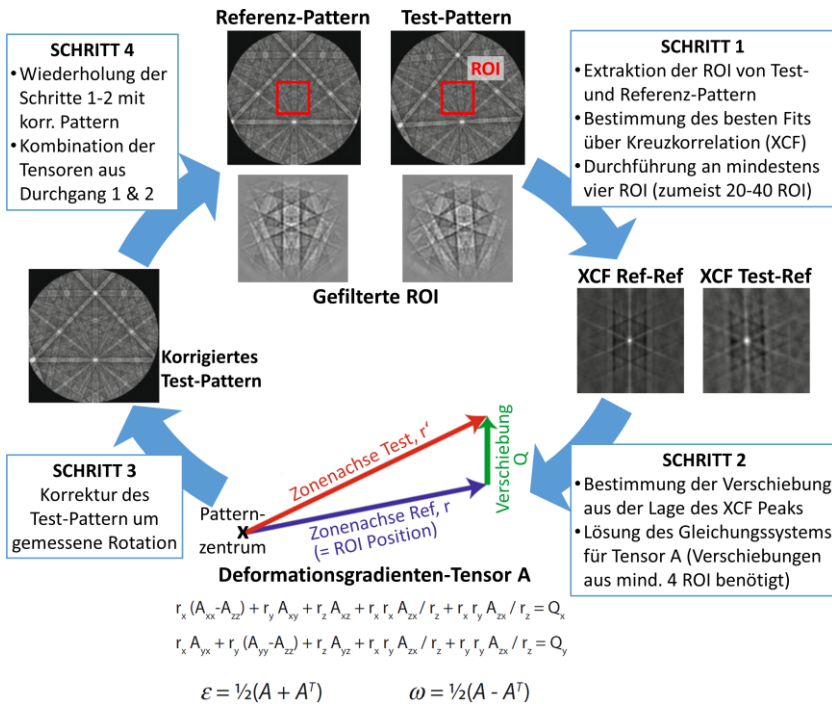 Referenz-Pattern
Test-Pattern
ROI
Gefilterte ROI
SCHRITT 1
• Extraktion der ROI von Test-
und Referenz-Pattern
• Bestimmung des besten Fits
über Kreuzkorrelation (XCF)
• Durchführung an mindestens
vier ROI (zumeist 20-40 ROI)
XCF Ref-Ref
XCF Test-Ref
SCHRITT 2
• Bestimmung der Verschiebung
aus der Lage des XCF Peaks
• Lösung des Gleichungssystems
für Tensor A (Verschiebungen
aus mind. 4 ROI benötigt)
Zonenachse Test, r'
Verschiebung
Q
Zonenachse Ref, r
(= ROI Position)
Pattern-
x
zentrum
Deformationsgradienten-Tensor A
r_x (A_xx-A_zz) + r_y A_xy + r_z A_xz + r_x r_x A_zx / r_z + r_x r_y A_zx / r_z = Q_x
r_x A_yx + r_y (A_yy-A_zz) + r_z A_yz + r_x r_y A_zx / r_z + r_y r_y A_zx / r_z = Q_y
ε = ½(A + A^T)
ω = ½(A - A^T)
SCHRITT 3
Korrektur des
Test-Pattern um
gemessene Rotation
Korrigiertes
Test-Pattern
SCHRITT 4
• Wiederholung der
Schritte 1-2 mit
korr. Pattern
• Kombination der
Tensoren aus
Durchgang 1 & 2